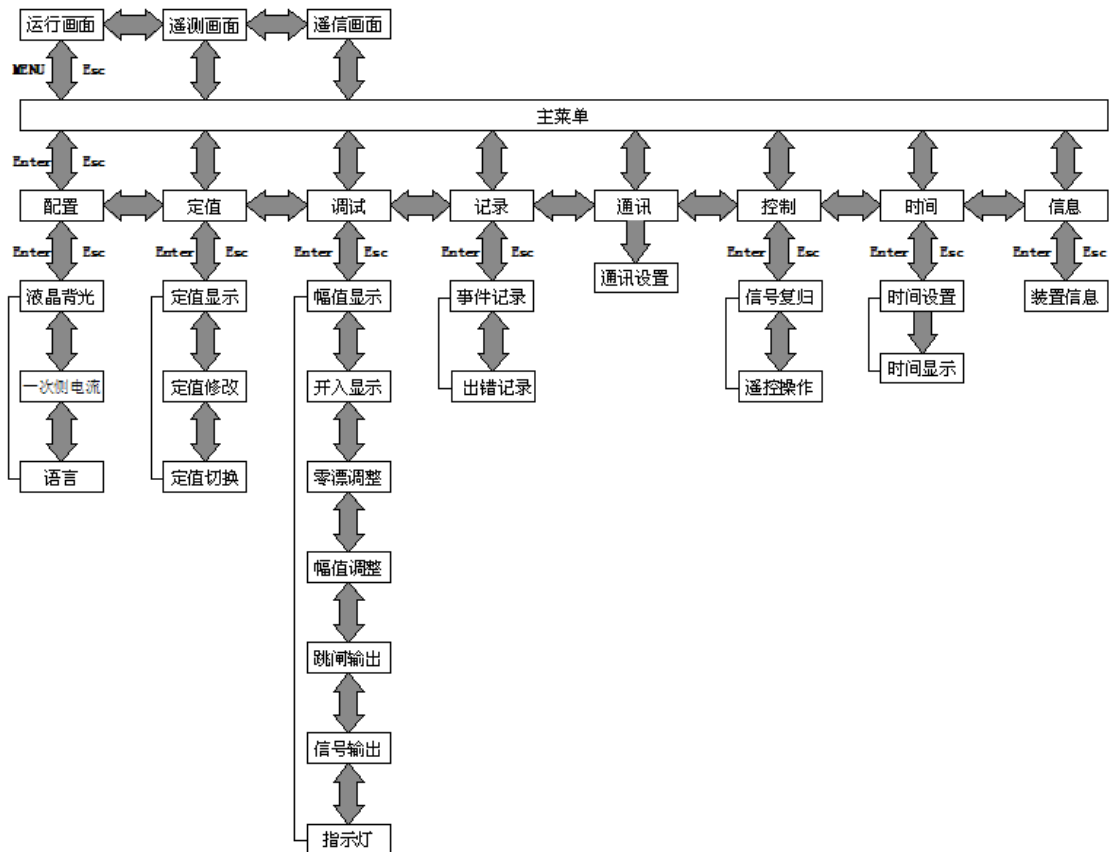 运行画面 遥测画面 遥信画面
MENU Esc
主菜单
Enter Esc
配置 定值 调试 记录 通讯 控制 时间 信息
Enter Esc Enter Esc Enter Esc Enter Esc Enter Esc Enter Esc Enter Esc
通讯设置
液晶背光 定值显示 幅值显示 事件记录 信号复归 时间设置 装置信息
时间显示
一次侧电流 定值修改 开入显示 出错记录 遥控操作
语言 定值切换 零漂调整
幅值调整
跳闸输出
信号输出
指示灯